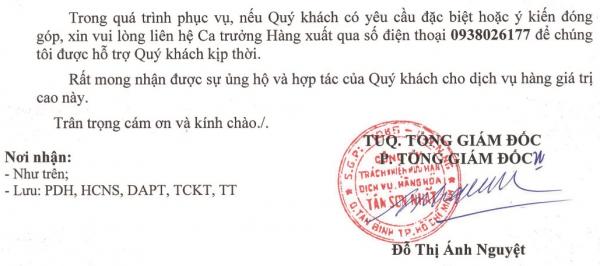 Trong quá trình phục vụ, nếu Quý khách có yêu cầu đặc biệt hoặc ý kiến đóng
góp, xin vui lòng liên hệ Ca trưởng Hàng xuất qua số điện thoại 0938026177 để chúng
tôi được hỗ trợ Quý khách kịp thời.
Rất mong nhận được sự ủng hộ và hợp tác của Quý khách cho dịch vụ hàng giá trị
cao này.
Trân trọng cám ơn và kính chào./.
TUQ. TỔNG GIÁM ĐỐC
P. TỔNG GIÁM ĐỐC
Nơi nhận:
- Như trên;
- Lưu: PDH, HCNS, DAPT, TCKT, TT
CÔNG TY
TRÁCH NHIỆM HỮU HẠN
DỊCH VỤ HÀNG HÓA
TÂN SƠN NHẤT
Q. TÂN BÌNH T.P. HỒ CHÍ MINH
Đỗ Thị Ánh Nguyệt